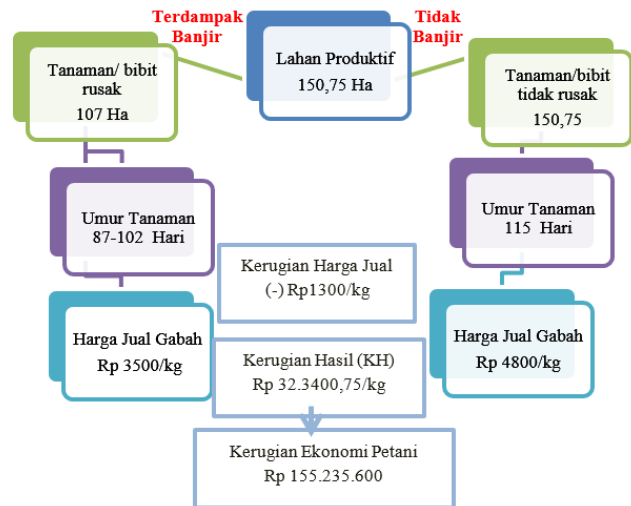 Terdampak
Banjir
Tidak
Banjir
Lahan Produktif
150,75 Ha
Tanaman/ bibit
rusak
107 Ha
Tanaman/bibit
tidak rusak
150,75
Umur Tanaman
87-102 Hari
Umur Tanaman
115 Hari
Kerugian Harga Jual
(-) Rp1300/kg
Harga Jual Gabah
Rp 3500/kg
Harga Jual Gabah
Rp 4800/kg
Kerugian Hasil (KH)
Rp 32.3400,75/kg
Kerugian Ekonomi Petani
Rp 155.235.600